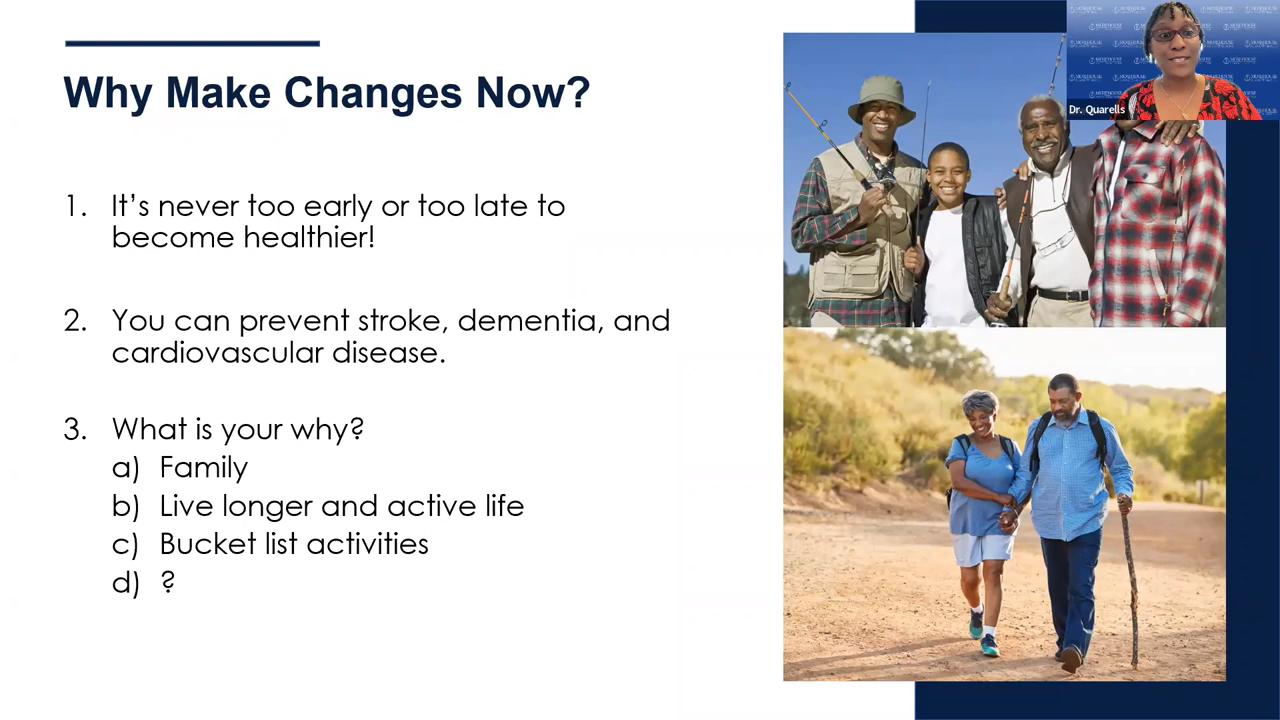 Why Make Changes Now?
1. It's never too early or too late to
become healthier!
2. You can prevent stroke, dementia, and
cardiovascular disease.
3. What is your why?
a) Family
b) Live longer and active life
c) Bucket list activities
d) ?
Dr. Quarells
MOREHOUSE